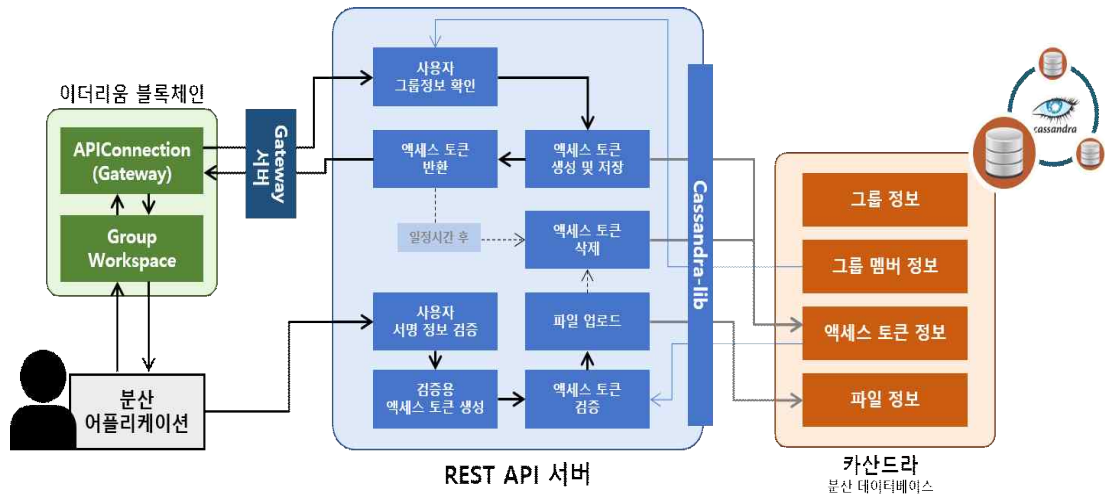 이더리움 블록체인
APIConnection
(Gateway)
Group
Workspace
분산
어플리케이션
Gateway
서버
사용자
그룹정보 확인
액세스 토큰
반환
액세스 토큰
생성 및 저장
일정시간 후
액세스 토큰
삭제
사용자
서명 정보 검증
파일 업로드
검증용
액세스 토큰 생성
액세스 토큰
검증
REST API 서버
Cassandra-lib
cassandra
그룹 정보
그룹 멤버 정보
액세스 토큰 정보
파일 정보
카산드라
분산 데이터베이스